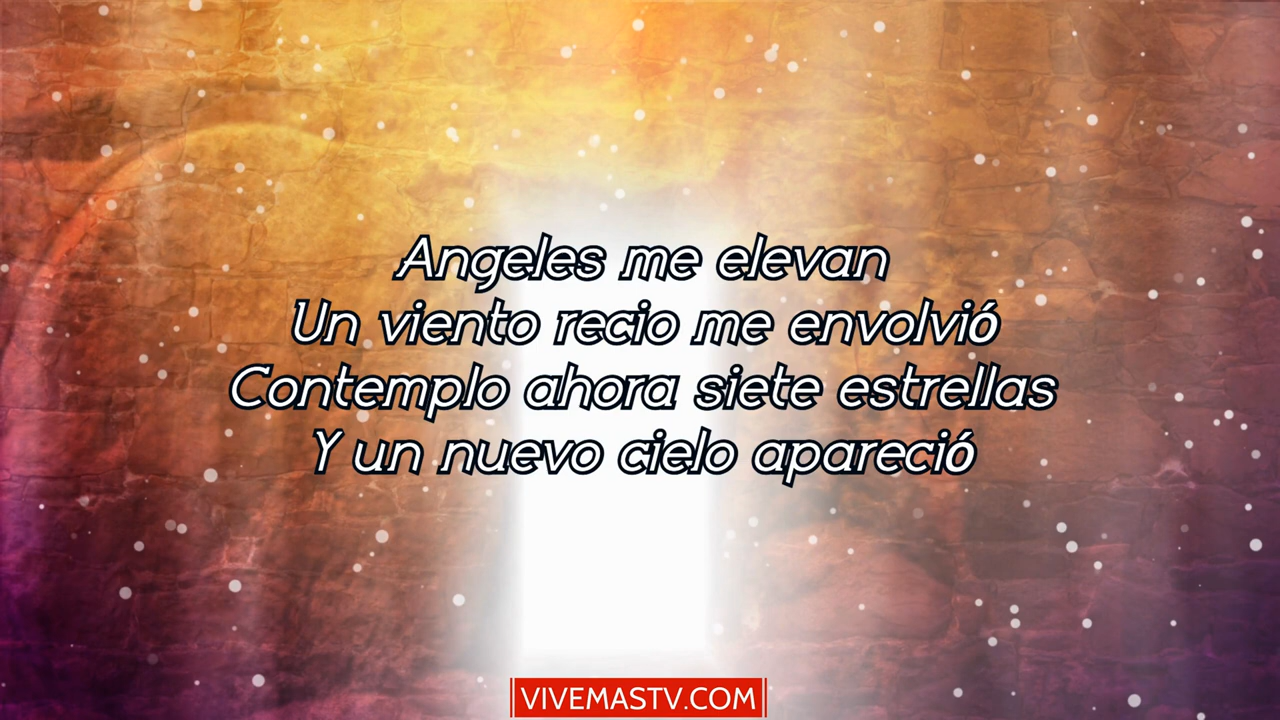 Angeles me elevan
Un viento recio me envolvió
Contemplo ahora siete estrellas
Y un nuevo cielo apareció
VIVEMASTV.COM